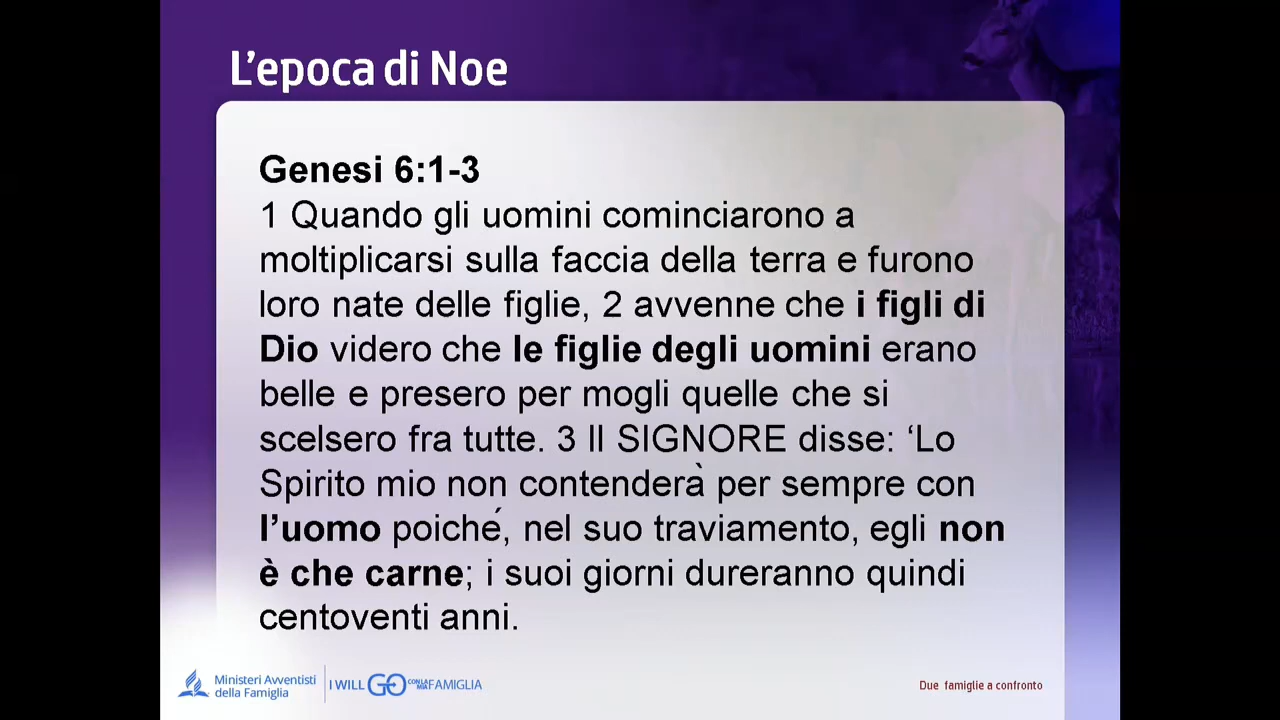 L’epoca di Noe
Genesi 6:1-3
1 Quando gli uomini cominciarono a
moltiplicarsi sulla faccia della terra e furono
loro nate delle figlie, 2 avvenne che i figli di
Dio videro che le figlie degli uomini erano
belle e presero per mogli quelle che si
scelsero fra tutte. 3 Il SIGNORE disse: ‘Lo
Spirito mio non contenderà per sempre con
l’uomo poiché, nel suo traviamento, egli non
è che carne; i suoi giorni dureranno quindi
centoventi anni.
Ministeri Avventisti
della Famiglia
I WILL GO CON LA MIA FAMIGLIA
Due famiglie a confronto